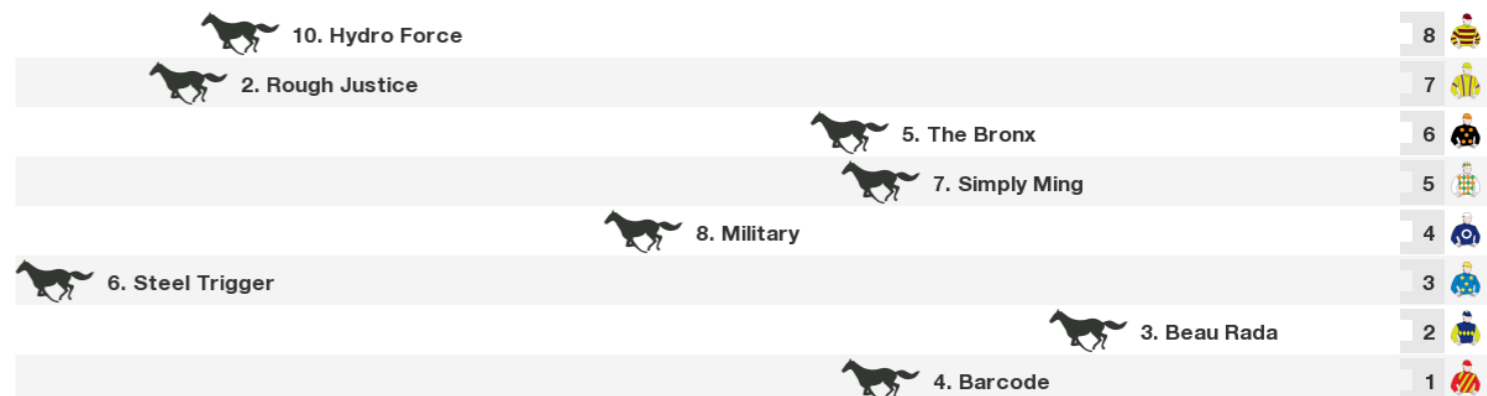 10. Hydro Force 8
2. Rough Justice 7
5. The Bronx 6
7. Simply Ming 5
8. Military 4
6. Steel Trigger 3
3. Beau Rada 2
4. Barcode 1